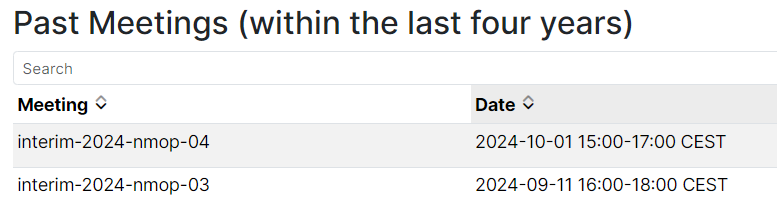 Past Meetings (within the last four years)
Search
Meeting Date
interim-2024-nmop-04 2024-10-01 15:00-17:00 CEST
interim-2024-nmop-03 2024-09-11 16:00-18:00 CEST